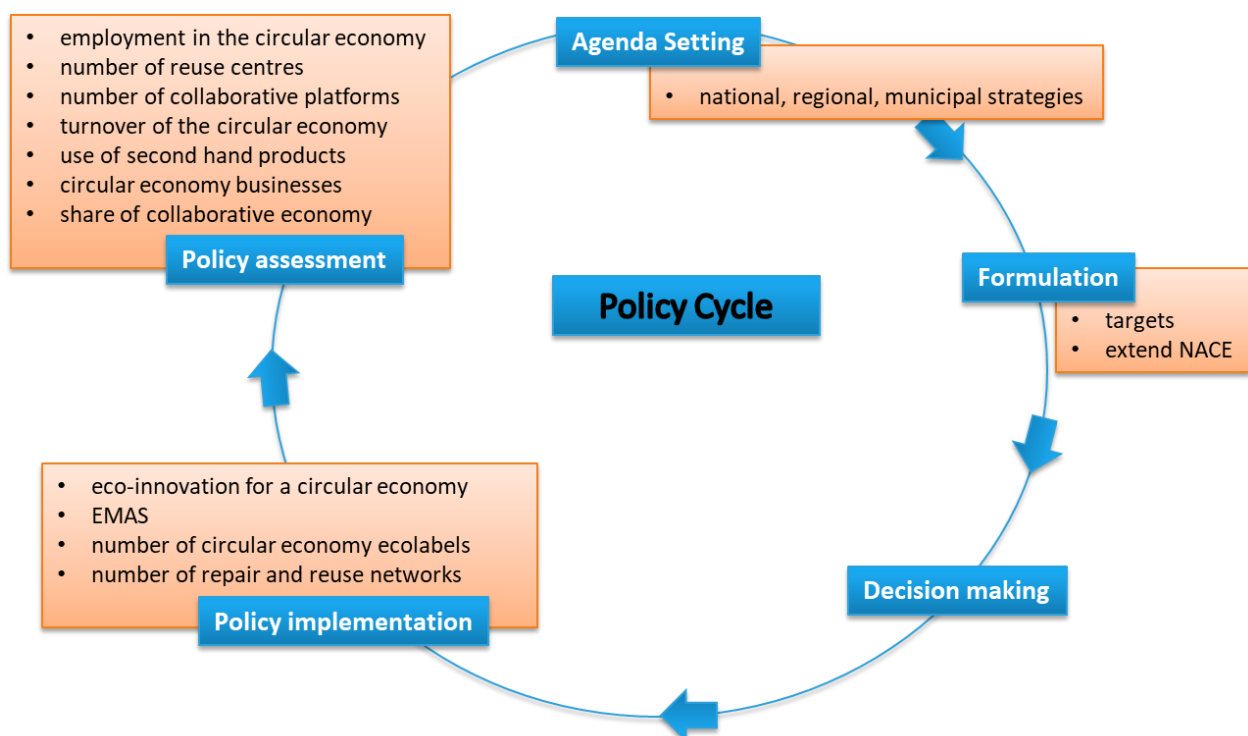 • employment in the circular economy
• number of reuse centres
• number of collaborative platforms
• turnover of the circular economy
• use of second hand products
• circular economy businesses
• share of collaborative economy
Policy assessment
Agenda Setting
• national, regional, municipal strategies
Formulation
• targets
• extend NACE
Policy Cycle
• eco-innovation for a circular economy
• EMAS
• number of circular economy ecolabels
• number of repair and reuse networks
Policy implementation
Decision making